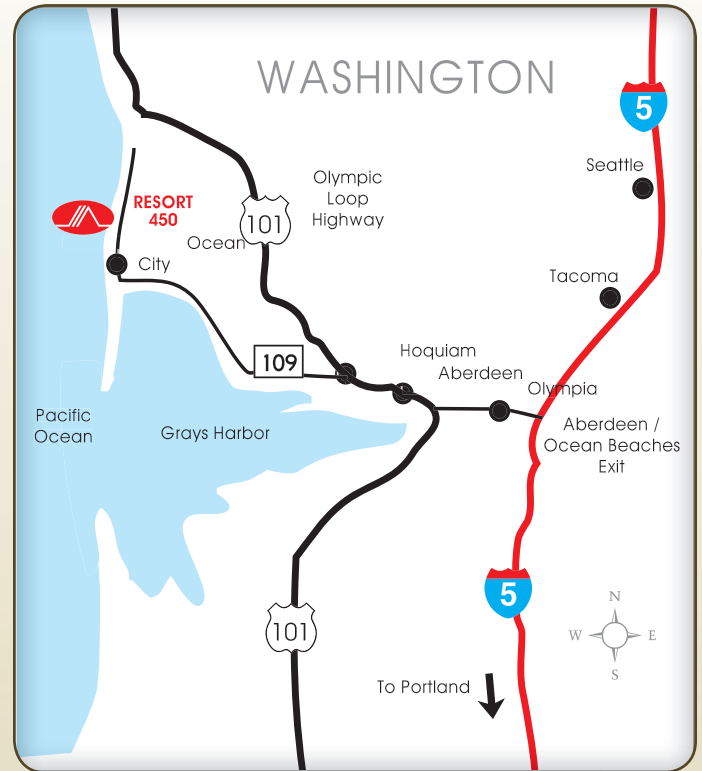 WASHINGTON
5
Seattle
Olympic
Loop
Highway
RESORT
450
101
Ocean
City
Tacoma
109
Hoquiam
Aberdeen
Olympia
Pacific
Ocean
Grays Harbor
Aberdeen /
Ocean Beaches
Exit
5
101
N
W E
S
To Portland